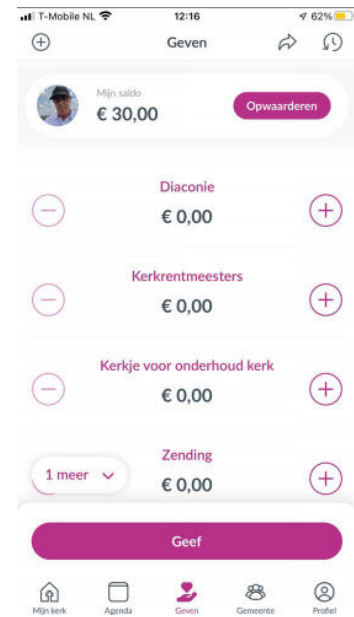 T-Mobile NL 12:16 62%
Geven
Mijn saldo
€ 30,00
Opwaarderen
Diaconie
€ 0,00
Kerkrentmeesters
€ 0,00
Kerkje voor onderhoud kerk
€ 0,00
Zending
1 meer
€ 0,00
Geef
Mijn kerk Agenda Geven Gemeente Profiel